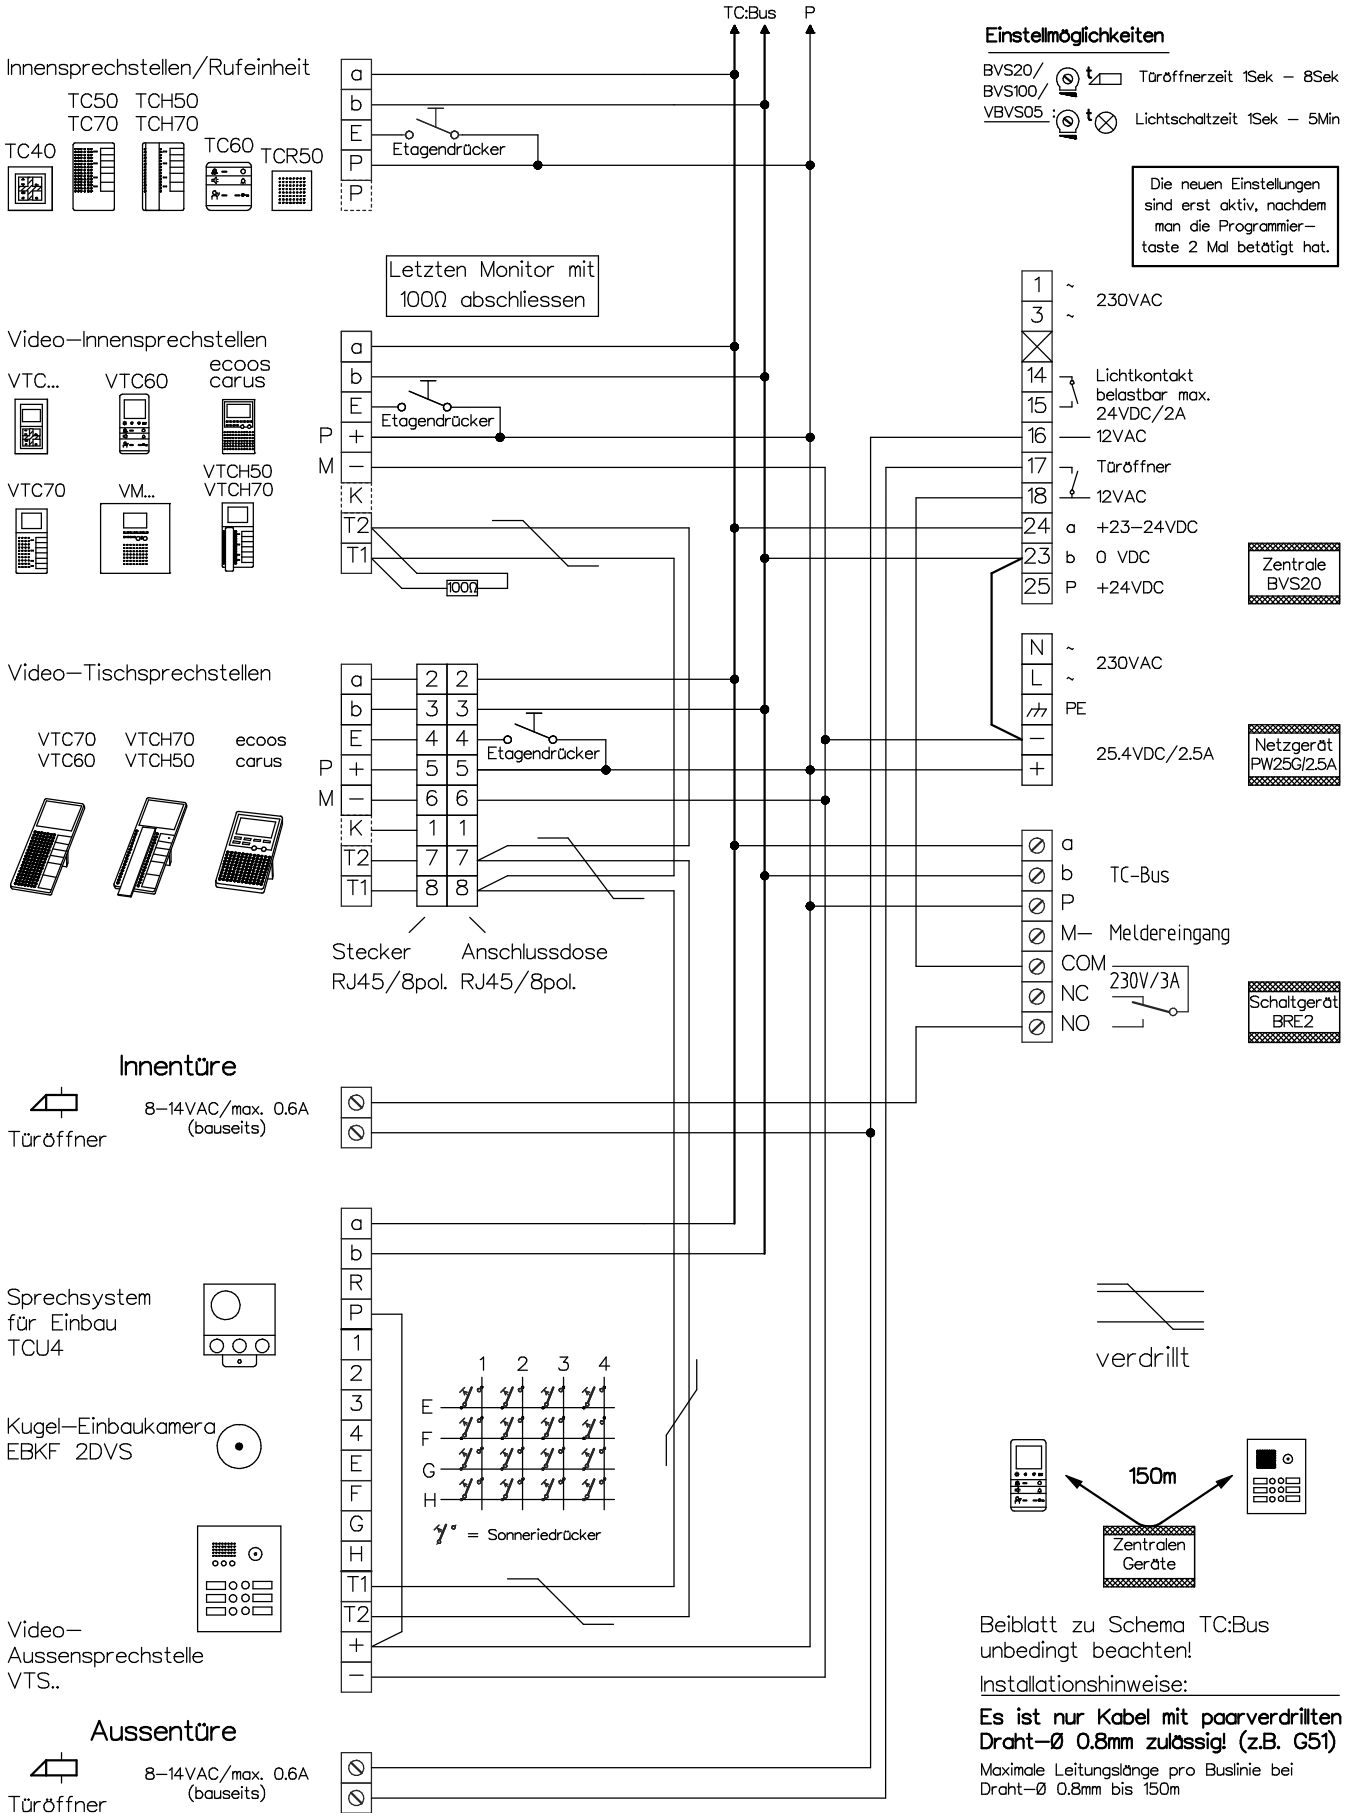 TC:Bus P
Einstellmöglichkeiten
BVS20/
BVS100/
VBVS05 :
t Türöffnerzeit 1Sek – 8Sek
t Lichtschaltzeit 1Sek – 5Min
Die neuen Einstellungen
sind erst aktiv, nachdem
man die Programmier–
taste 2 Mal betätigt hat.
Innensprechstellen/Rufeinheit
TC50 TCH50
TC70 TCH70
TC40
TC60
TCR50
a
b
E
P
P
Etagendrücker
Letzten Monitor mit
100Ω abschliessen
Video–Innensprechstellen
VTC...
VTC60
ecoos
carus
VTC70
VM...
VTCH50
VTCH70
a
b
E
P +
M –
K
T2
T1
Etagendrücker
100Ω
1 ~
3 ~
230VAC
14
15
Lichtkontakt
belastbar max.
24VDC/2A
16 12VAC
17 Türöffner
18 12VAC
24 a +23–24VDC
23 b 0 VDC
25 P +24VDC
Zentrale
BVS20
N ~
L ~
230VAC
PE
–
+
25.4VDC/2.5A
Netzgerät
PW25G/2.5A
Video–Tischsprechstellen
VTC70 VTCH70 ecoos
VTC60 VTCH50 carus
a 2 2
b 3 3
E 4 4
P + 5 5
M – 6 6
K 1 1
T2 7 7
T1 8 8
Etagendrücker
Stecker
RJ45/8pol.
Anschlussdose
RJ45/8pol.
a
b TC-Bus
P
M– Meldereingang
COM
NC
NO
230V/3A
Schaltgerät
BRE2
Innentüre
Türöffner
8–14VAC/max. 0.6A
(bauseits)
a
b
R
P
1
2
3
4
E
F
G
H
T1
T2
+
–
Sprechsystem
für Einbau
TCU4
Kugel–Einbaukamera
EBKF 2DVS
1 2 3 4
E
F
G
H
= Sonneriedrücker
Video–
Aussensprechstelle
VTS..
verdrillt
150m
Zentralen
Geräte
Beiblatt zu Schema TC:Bus
unbedingt beachten!
Installationshinweise:
Es ist nur Kabel mit paarverdrillten
Draht–Ø 0.8mm zulässig! (z.B. G51)
Maximale Leitungslänge pro Buslinie bei
Draht–Ø 0.8mm bis 150m
Aussentüre
Türöffner
8–14VAC/max. 0.6A
(bauseits)